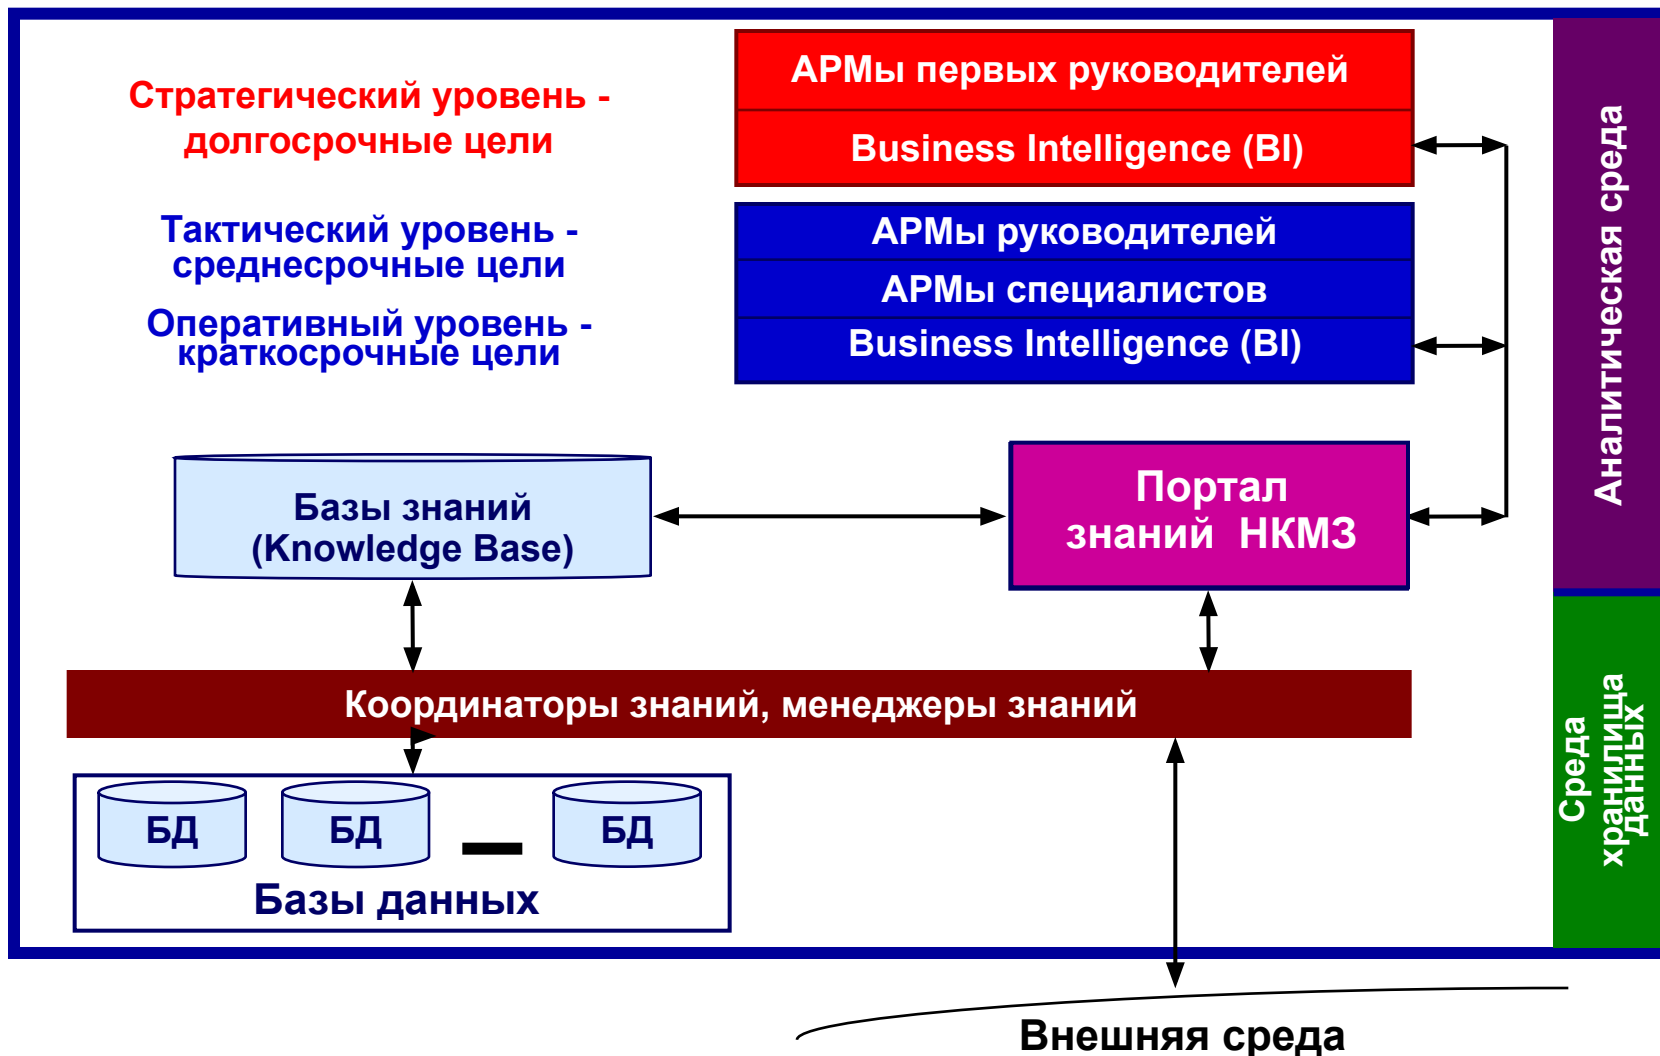 Стратегический уровень -
долгосрочные цели
АРМы первых руководителей
Business Intelligence (BI)
Тактический уровень -
среднесрочные цели
Оперативный уровень -
краткосрочные цели
АРМы руководителей
АРМы специалистов
Business Intelligence (BI)
Аналитическая среда
Базы знаний
(Knowledge Base)
Портал
знаний НКМЗ
Координаторы знаний, менеджеры знаний
Среда
хранилища
данных
БД
БД
БД
Базы данных
Внешняя среда